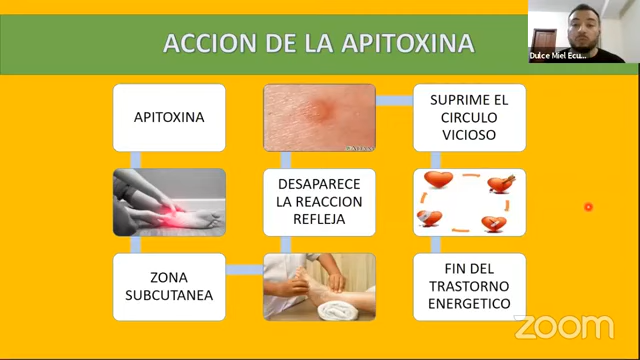 ACCION DE LA APITOXINA
Dulce Miel Ecu...
APITOXINA
ZONA
SUBCUTANEA
DESAPARECE
LA REACCION
REFLEJA
SUPRIME EL
CIRCULO
VICIOSO
FIN DEL
TRASTORNO
ENERGETICO
zoom